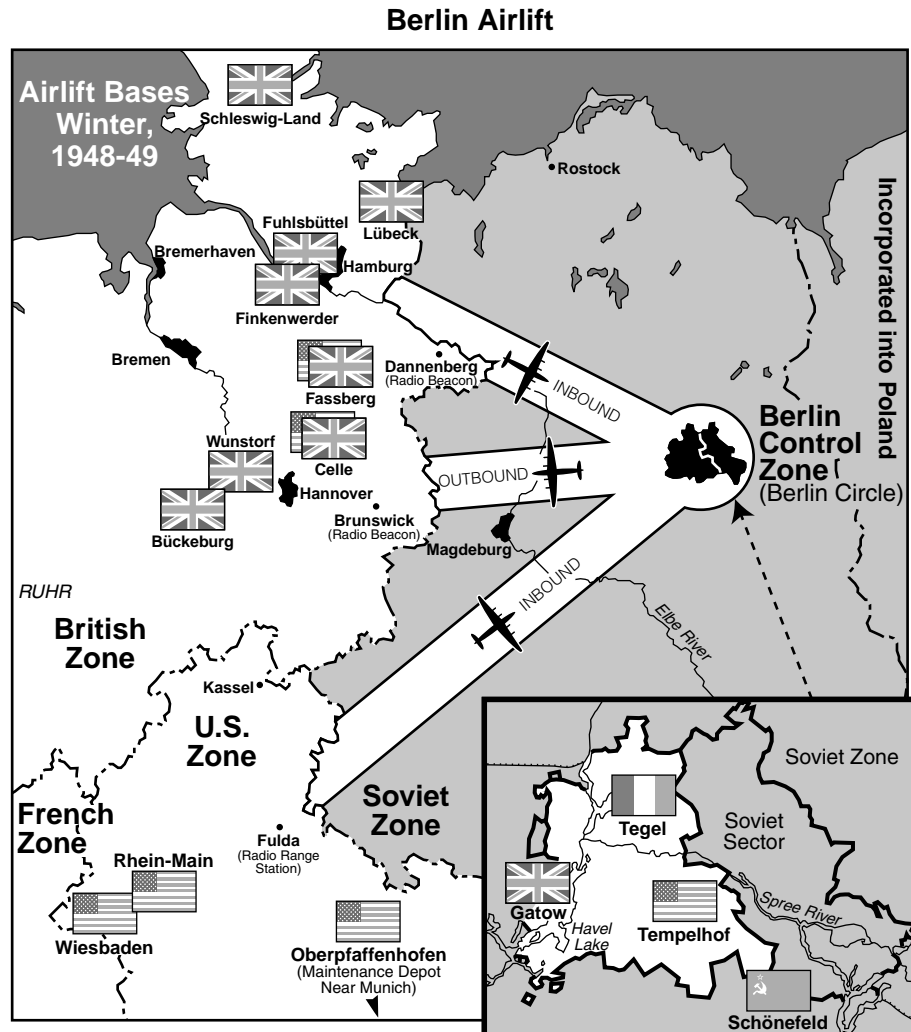 Berlin Airlift
Airlift Bases
Winter,
1948-49
Schleswig-Land
Rostock
Incorporated into Poland
Lübeck
Fuhlsbüttel
Bremerhaven
Hamburg
Finkenwerder
Bremen
Dannenberg
(Radio Beacon)
Fassberg
INBOUND
Berlin
Control
Zone
(Berlin Circle)
Wunstorf
Celle
OUTBOUND
Hannover
Brunswick
(Radio Beacon)
Bückeburg
Magdeburg
INBOUND
RUHR
Elbe River
British
Zone
Kassel
U.S.
Zone
French
Zone
Soviet
Zone
Fulda
(Radio Range
Station)
Rhein-Main
Wiesbaden
Oberpfaffenhofen
(Maintenance Depot
Near Munich)
Soviet Zone
Tegel
Soviet
Sector
Gatow
Havel
Lake
Tempelhof
Spree River
Schönefeld